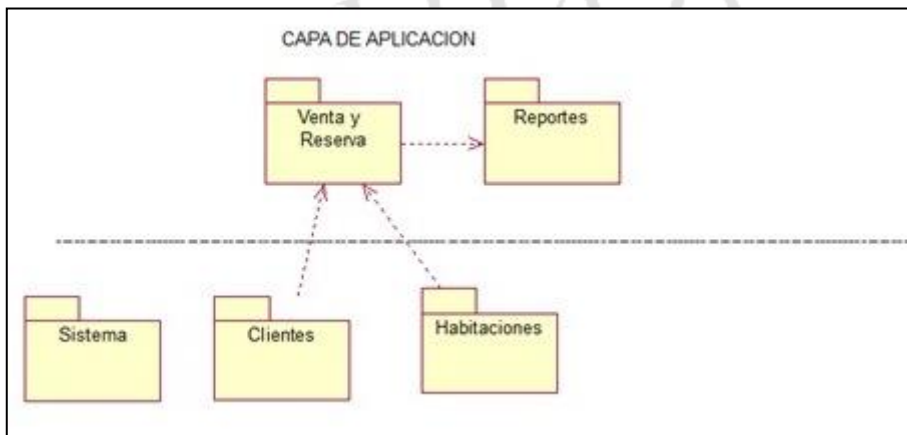 CAPA DE APLICACION
Venta y
Reserva
Reportes
Sistema
Clientes
Habitaciones